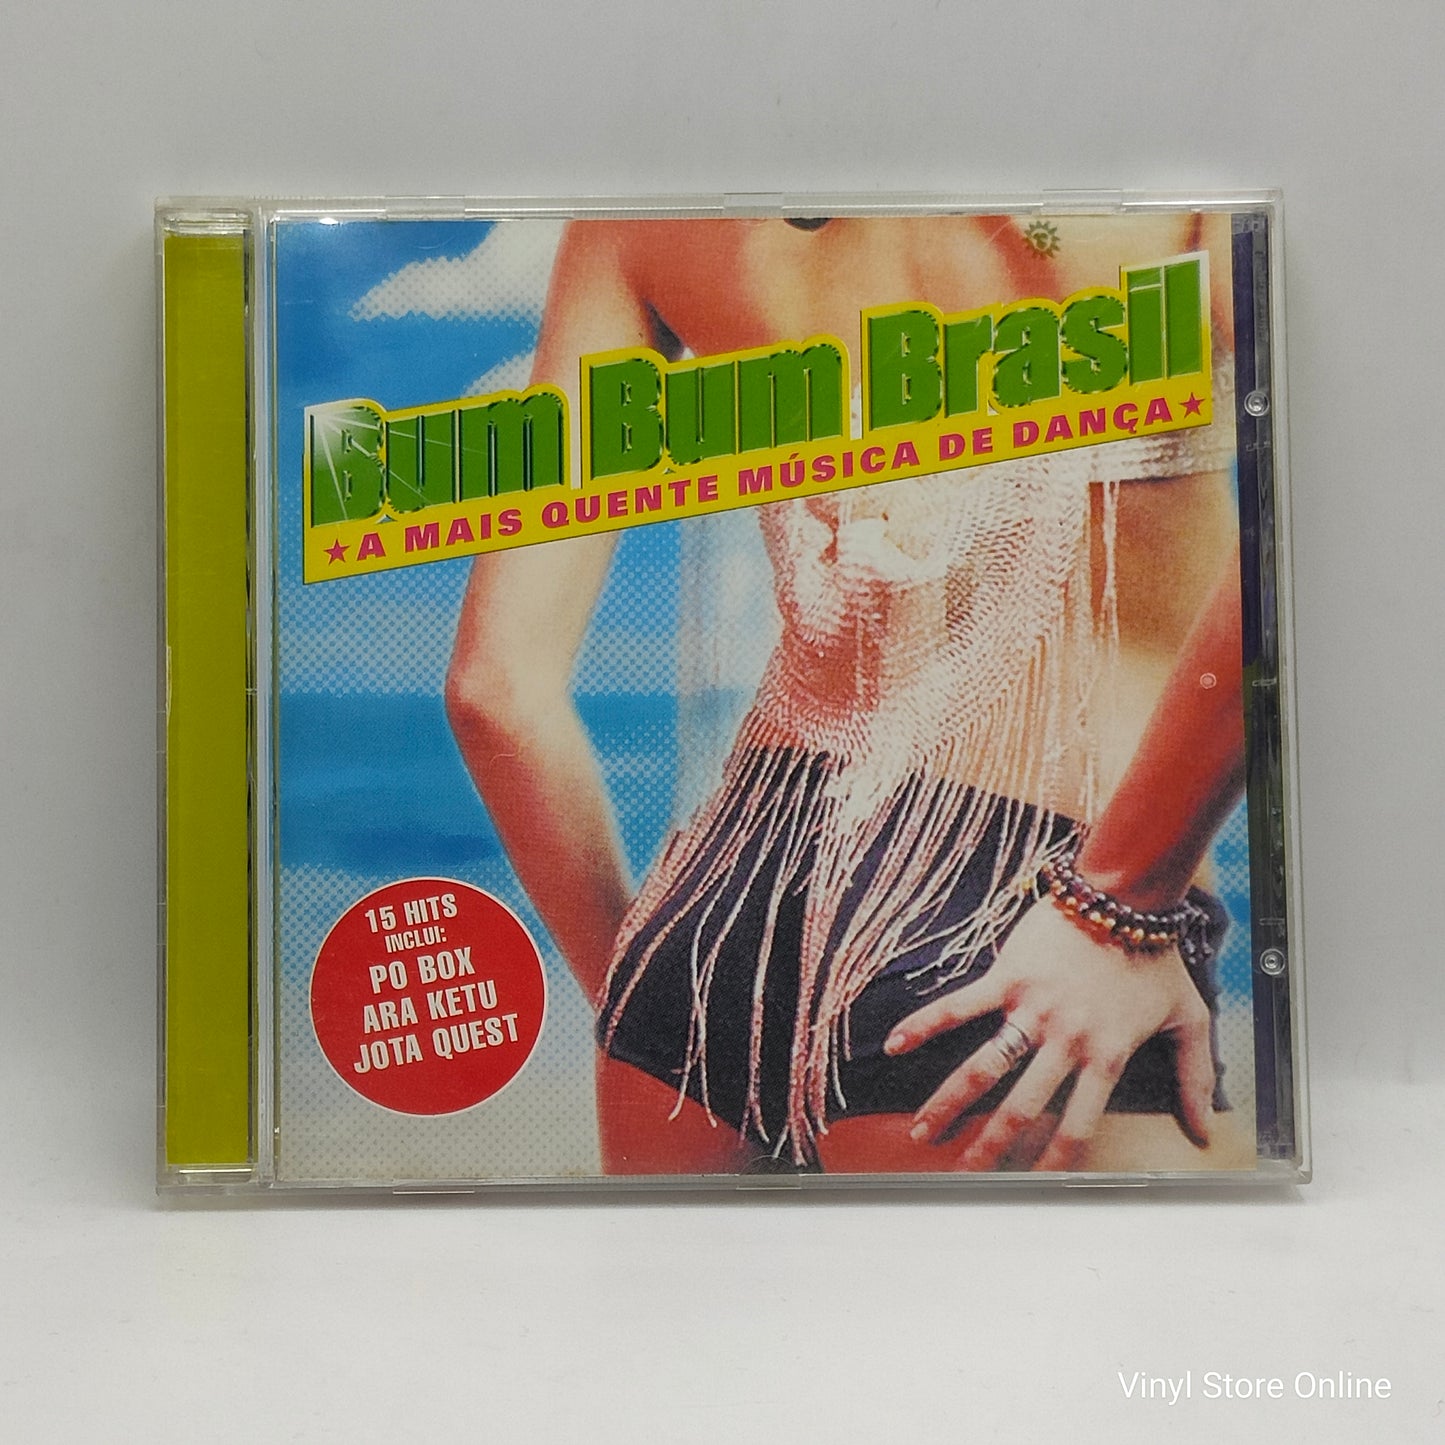 Bum Bum Brasil
★ A MAIS QUENTE MÚSICA DE DANÇA ★
15 HITS
INCLUI:
PO BOX
ARA KETU
JOTA QUEST
Vinyl Store Online